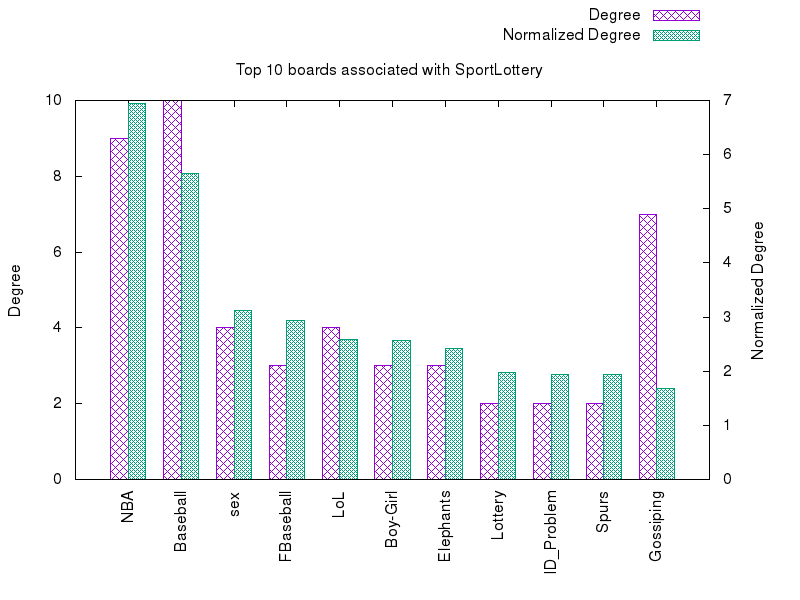 Degree
Normalized Degree
Top 10 boards associated with SportLottery
10
8
6
4
2
0
7
6
5
4
3
2
1
0
Degree
Normalized Degree
NBA
Baseball
sex
FBaseball
LoL
Boy-Girl
Elephants
Lottery
ID_Problem
Spurs
Gossiping